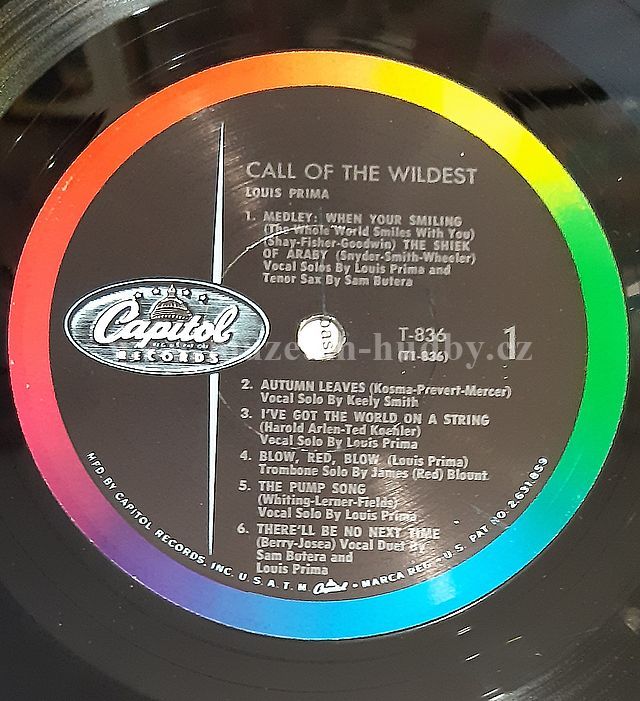 CALL OF THE WILDEST
LOUIS PRIMA
1. MEDLEY: WHEN YOUR SMILING
(The Whole World Smiles With You)
(Shay-Fisher-Goodwin) THE SHIEK
OF ARABY (Snyder-Smith-Wheeler)
Vocal Solos By Louis Prima and
Tenor Sax By Sam Butera
Capitol
RECORDS
T-836
(T1-836)
1
2. AUTUMN LEAVES (Kosma-Prevert-Mercer)
Vocal Solo By Keely Smith
3. I'VE GOT THE WORLD ON A STRING
(Harold Arlen-Ted Koehler)
Vocal Solo By Louis Prima
4. BLOW, RED, BLOW (Louis Prima)
Trombone Solo By James (Red) Blount
5. THE PUMP SONG
(Whiting-Lerner-Fields)
Vocal Solo By Louis Prima
6. THERE'LL BE NO NEXT TIME
(Berry-Josea) Vocal Duet By
Sam Butera and
Louis Prima
MFD. BY CAPITOL RECORDS, INC. U.S.A. T.M. Capitol • MARCA REG. • U.S. PAT. NO. 2,631,859